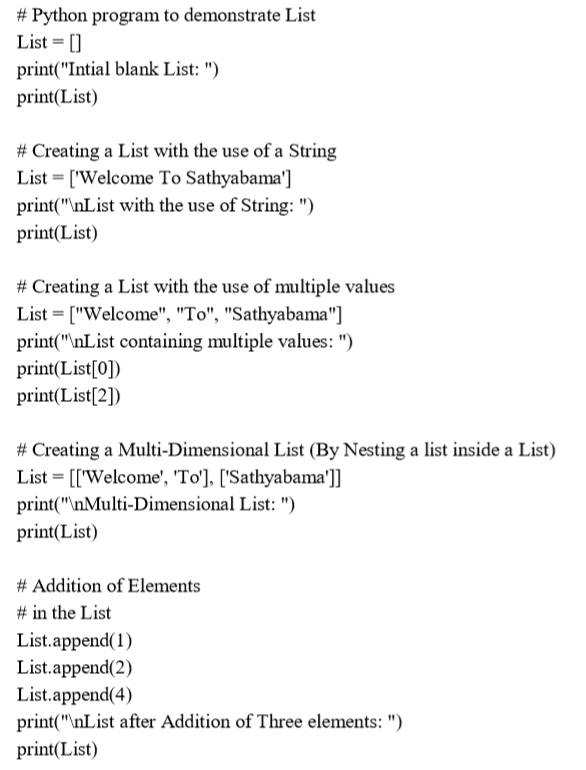 # Python program to demonstrate List
List = []
print("Intial blank List: ")
print(List)

# Creating a List with the use of a String
List = ['Welcome To Sathyabama']
print("\nList with the use of String: ")
print(List)

# Creating a List with the use of multiple values
List = ["Welcome", "To", "Sathyabama"]
print("\nList containing multiple values: ")
print(List[0])
print(List[2])

# Creating a Multi-Dimensional List (By Nesting a list inside a List)
List = [['Welcome', 'To'], ['Sathyabama']]
print("\nMulti-Dimensional List: ")
print(List)

# Addition of Elements
# in the List
List.append(1)
List.append(2)
List.append(4)
print("\nList after Addition of Three elements: ")
print(List)